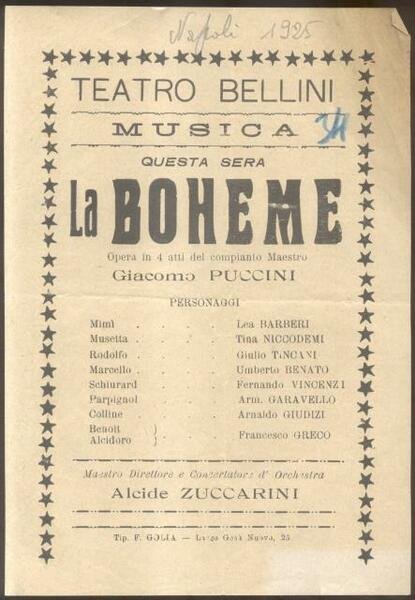 Napoli 1925
TEATRO BELLINI
MUSICA
QUESTA SERA
La BOHEME
Opera in 4 atti del compianto Maestro
Giacomo PUCCINI
PERSONAGGI
Mimì . . . . Lea BARBERI
Musetta . . . . Tina NICCODEMI
Rodolfo . . . . Giulio TANCANI
Marcello . . . . Umberto BENATO
Schiurard . . . . Fernando VINCENZI
Parpignol . . . . Arm. GARAVELLO
Colline . . . . Arnaldo GIUDIZI
Benoit
Alcidoro } . . . Francesco GRECO
Maestro Direttore e Concertatore d' Orchestra
Alcide ZUCCARINI
Tip. F. GOLIA — Largo Gesù Nuovo, 25